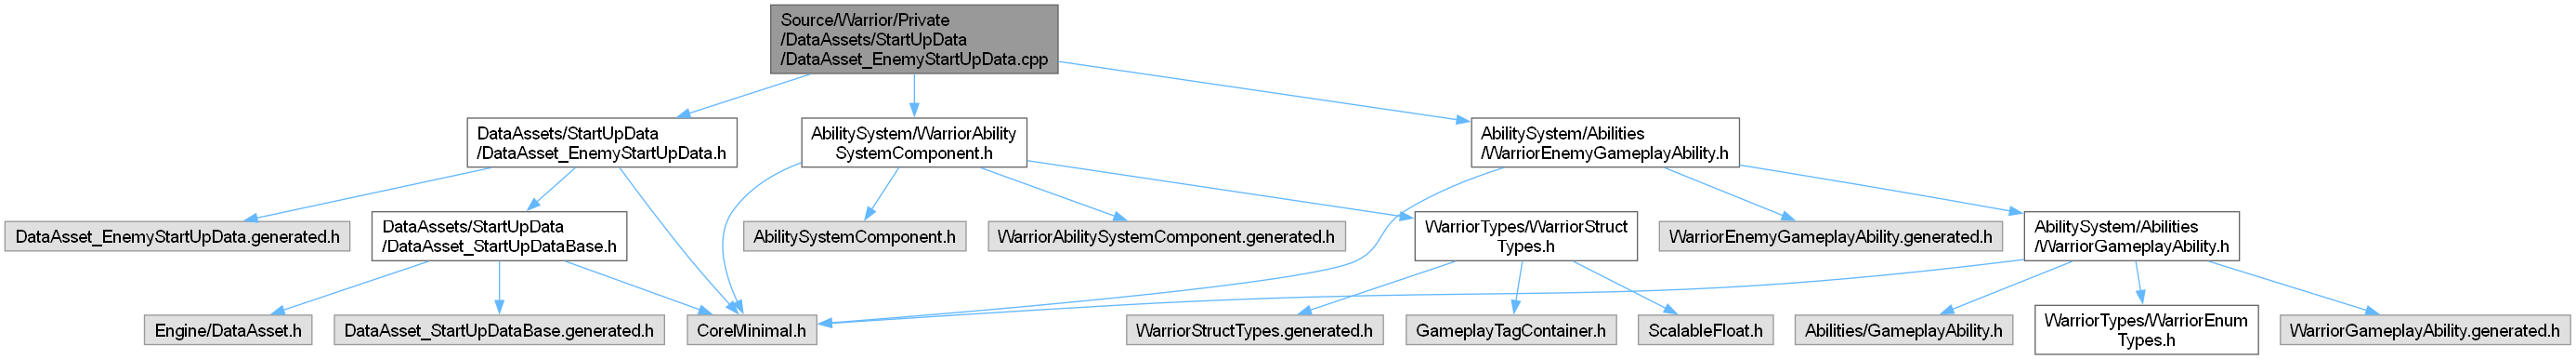 Source/Warrior/Private
/DataAssets/StartUpData
/DataAsset_EnemyStartUpData.cpp
DataAssets/StartUpData
/DataAsset_EnemyStartUpData.h
AbilitySystem/WarriorAbility
SystemComponent.h
AbilitySystem/Abilities
/WarriorEnemyGameplayAbility.h
DataAsset_EnemyStartUpData.generated.h
DataAssets/StartUpData
/DataAsset_StartUpDataBase.h
AbilitySystemComponent.h
WarriorAbilitySystemComponent.generated.h
WarriorTypes/WarriorStruct
Types.h
WarriorEnemyGameplayAbility.generated.h
AbilitySystem/Abilities
/WarriorGameplayAbility.h
Engine/DataAsset.h
DataAsset_StartUpDataBase.generated.h
CoreMinimal.h
WarriorStructTypes.generated.h
GameplayTagContainer.h
ScalableFloat.h
Abilities/GameplayAbility.h
WarriorTypes/WarriorEnum
Types.h
WarriorGameplayAbility.generated.h